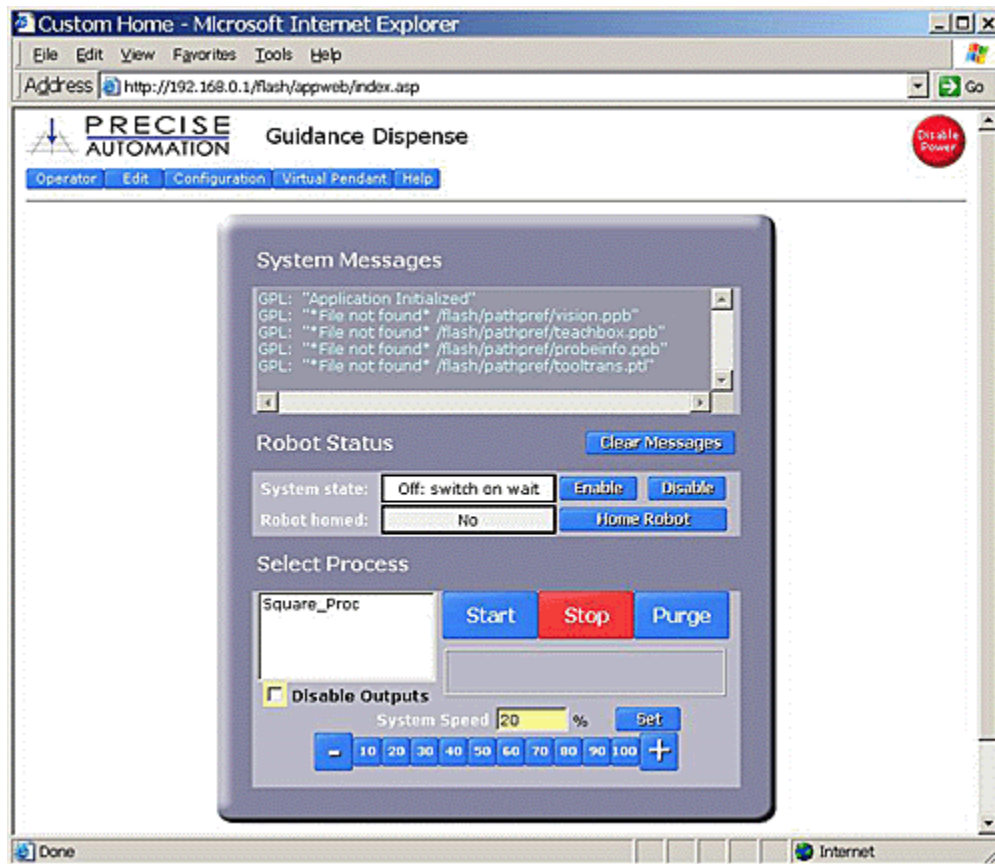 Custom Home - Microsoft Internet Explorer
File Edit View Favorites Tools Help
Address http://192.168.0.1/flash/appweb/index.asp Go
PRECISE
AUTOMATION
Guidance Dispense
Disable
Power
Operator Edit Configuration Virtual Pendant Help
System Messages
GPL: "Application Initialized"
GPL: "*File not found* /flash/pathpref/vision.ppb"
GPL: "*File not found* /flash/pathpref/teachbox.ppb"
GPL: "*File not found* /flash/pathpref/probeinfo.ppb"
GPL: "*File not found* /flash/pathpref/tooltrans.ptl"
Robot Status Clear Messages
System state: Off: switch on wait Enable Disable
Robot homed: No Home Robot
Select Process
Square_Proc
Start Stop Purge
Disable Outputs
System Speed 20 % Set
- 10 20 30 40 50 60 70 80 90 100 +
Done Internet